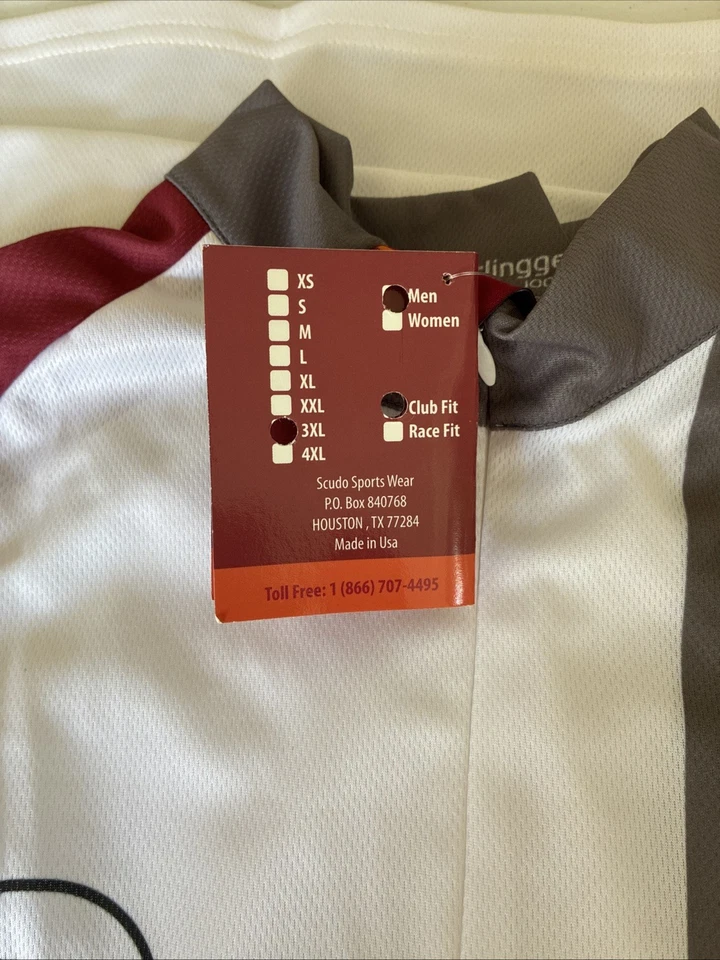 XS
S
M
L
XL
XXL
3XL
4XL
Men
Women
Club Fit
Race Fit
Scudo Sports Wear
P.O. Box 840768
HOUSTON , TX 77284
Made in Usa
Toll Free: 1 (866) 707-4495